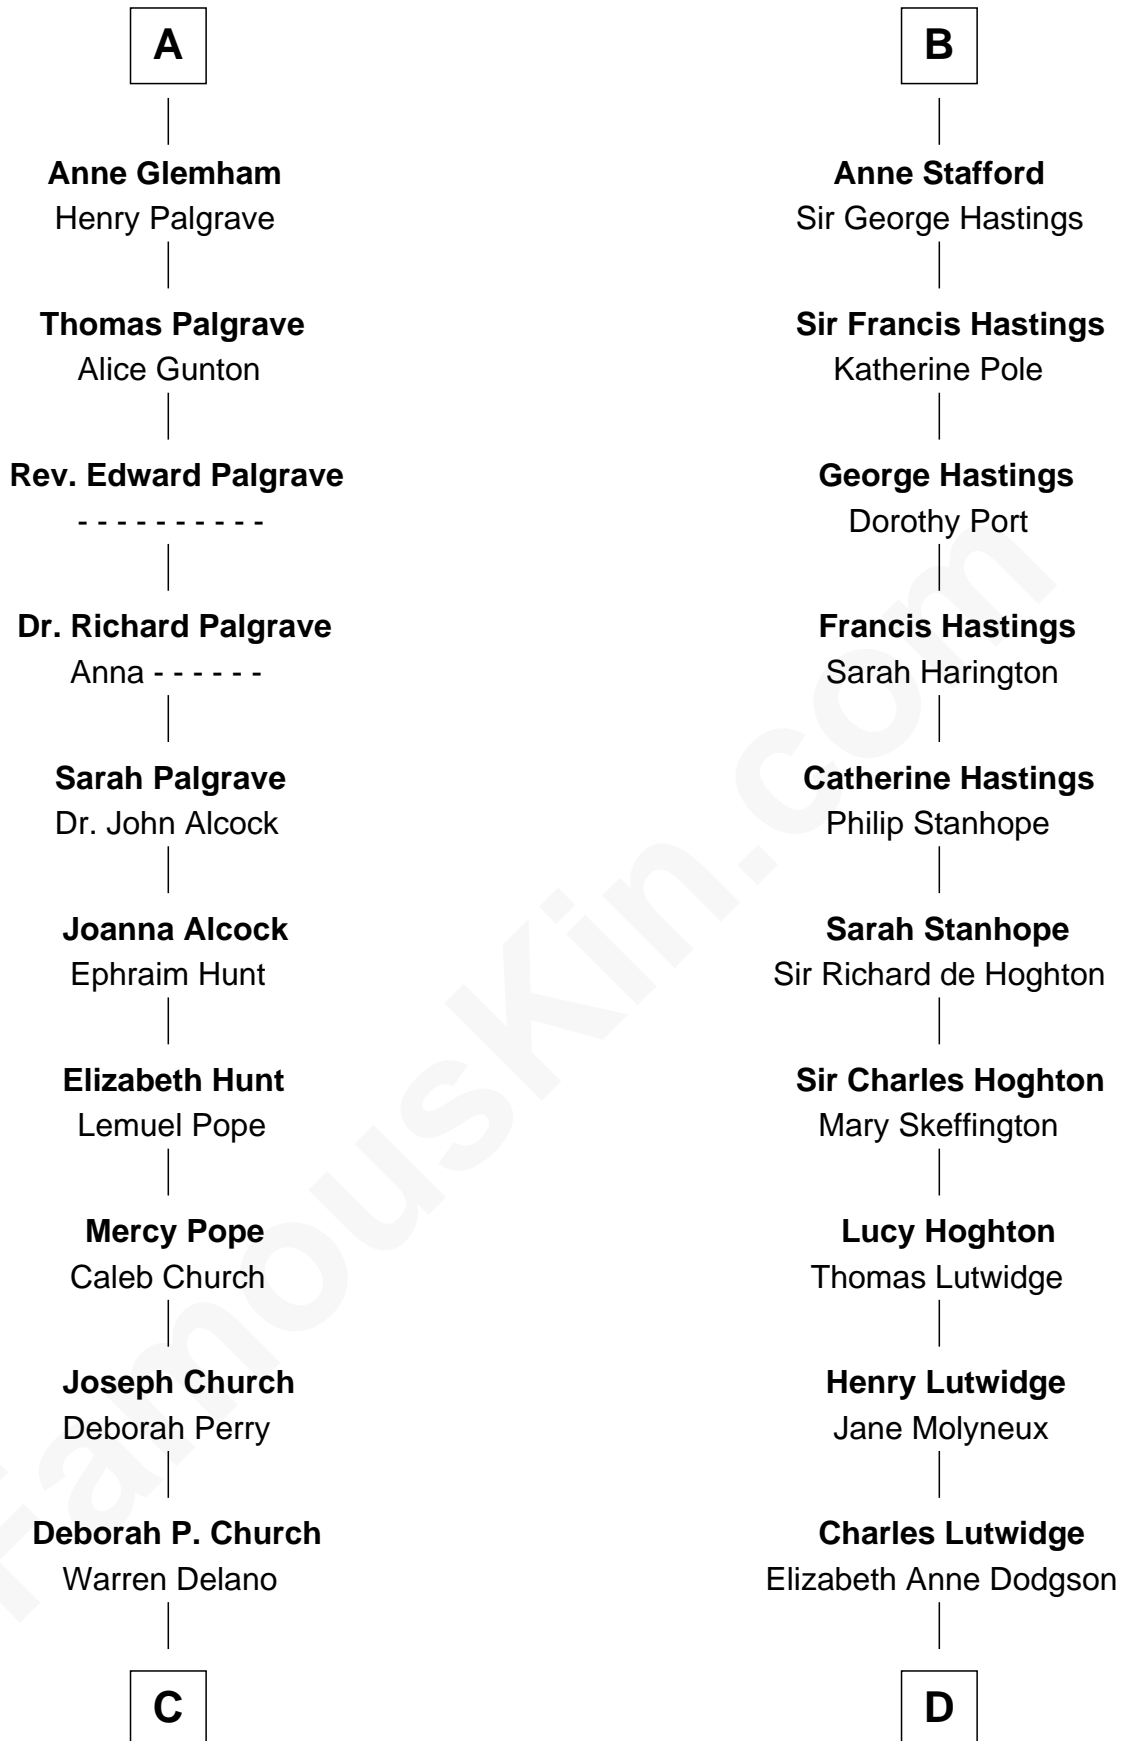 A
Anne Glemham
Henry Palgrave
Thomas Palgrave
Alice Gunton
Rev. Edward Palgrave
- - - - - - - - - -
Dr. Richard Palgrave
Anna - - - - - -
Sarah Palgrave
Dr. John Alcock
Joanna Alcock
Ephraim Hunt
Elizabeth Hunt
Lemuel Pope
Mercy Pope
Caleb Church
Joseph Church
Deborah Perry
Deborah P. Church
Warren Delano
C
B
Anne Stafford
Sir George Hastings
Sir Francis Hastings
Katherine Pole
George Hastings
Dorothy Port
Francis Hastings
Sarah Harington
Catherine Hastings
Philip Stanhope
Sarah Stanhope
Sir Richard de Hoghton
Sir Charles Hoghton
Mary Skeffington
Lucy Hoghton
Thomas Lutwidge
Henry Lutwidge
Jane Molyneux
Charles Lutwidge
Elizabeth Anne Dodgson
D
FamousKin.com